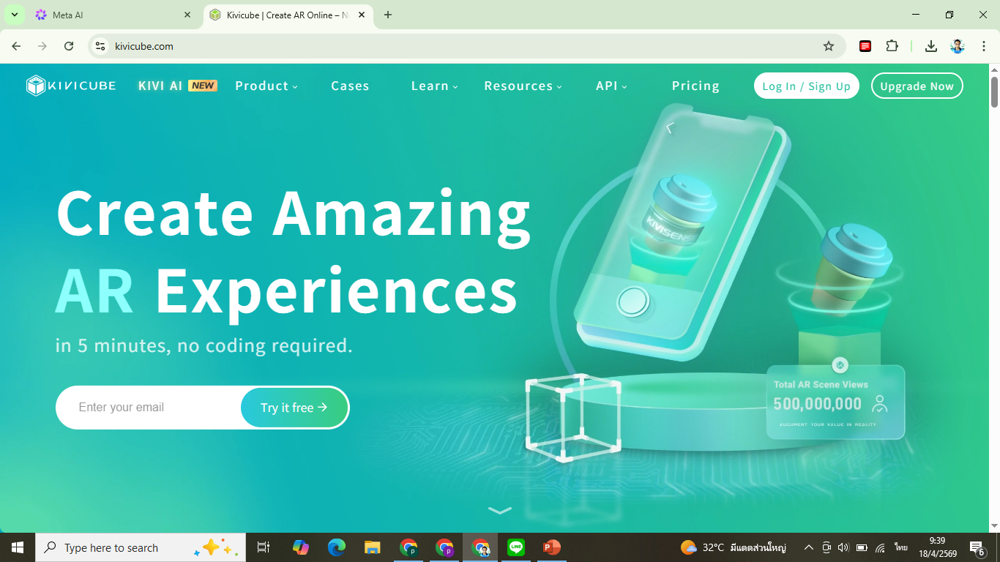 Meta AI
Kivicube | Create AR Online – N
kivicube.com
KIVICUBE
KIVI AI NEW
Product
Cases
Learn
Resources
API
Pricing
Log In / Sign Up
Upgrade Now
Create Amazing
AR Experiences
in 5 minutes, no coding required.
Enter your email
Try it free →
KIVISENS
Total AR Scene Views
500,000,000
AUGUMENT YOUR VALUE IN REALITY
Type here to search
32°C มีแดดส่วนใหญ่
ไทย
9:39
18/4/2569
6